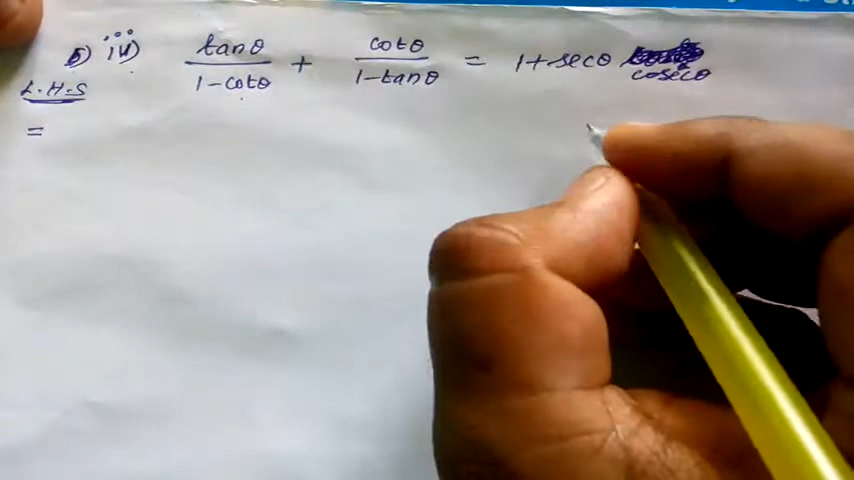 5) iv) tanθ / 1-cotθ + cotθ / 1-tanθ = 1+secθ cosecθ
L.H.S
=